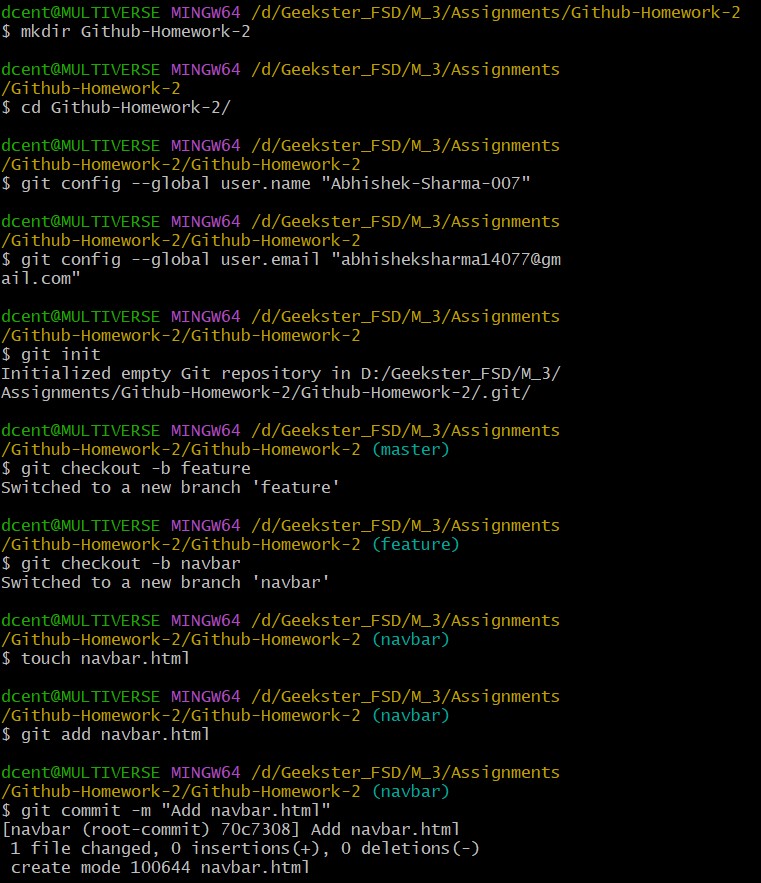 dcent@MULTIVERSE MINGW64 /d/Geekster_FSD/M_3/Assignments/Github-Homework-2
$ mkdir Github-Homework-2
dcent@MULTIVERSE MINGW64 /d/Geekster_FSD/M_3/Assignments
/Github-Homework-2
$ cd Github-Homework-2/
dcent@MULTIVERSE MINGW64 /d/Geekster_FSD/M_3/Assignments
/Github-Homework-2/Github-Homework-2
$ git config --global user.name "Abhishek-Sharma-007"
dcent@MULTIVERSE MINGW64 /d/Geekster_FSD/M_3/Assignments
/Github-Homework-2/Github-Homework-2
$ git config --global user.email "abhisheksharma14077@gm
ail.com"
dcent@MULTIVERSE MINGW64 /d/Geekster_FSD/M_3/Assignments
/Github-Homework-2/Github-Homework-2
$ git init
Initialized empty Git repository in D:/Geekster_FSD/M_3/
Assignments/Github-Homework-2/Github-Homework-2/.git/
dcent@MULTIVERSE MINGW64 /d/Geekster_FSD/M_3/Assignments
/Github-Homework-2/Github-Homework-2 (master)
$ git checkout -b feature
Switched to a new branch 'feature'
dcent@MULTIVERSE MINGW64 /d/Geekster_FSD/M_3/Assignments
/Github-Homework-2/Github-Homework-2 (feature)
$ git checkout -b navbar
Switched to a new branch 'navbar'
dcent@MULTIVERSE MINGW64 /d/Geekster_FSD/M_3/Assignments
/Github-Homework-2/Github-Homework-2 (navbar)
$ touch navbar.html
dcent@MULTIVERSE MINGW64 /d/Geekster_FSD/M_3/Assignments
/Github-Homework-2/Github-Homework-2 (navbar)
$ git add navbar.html
dcent@MULTIVERSE MINGW64 /d/Geekster_FSD/M_3/Assignments
/Github-Homework-2/Github-Homework-2 (navbar)
$ git commit -m "Add navbar.html"
[navbar (root-commit) 70c7308] Add navbar.html
 1 file changed, 0 insertions(+), 0 deletions(-)
 create mode 100644 navbar.html